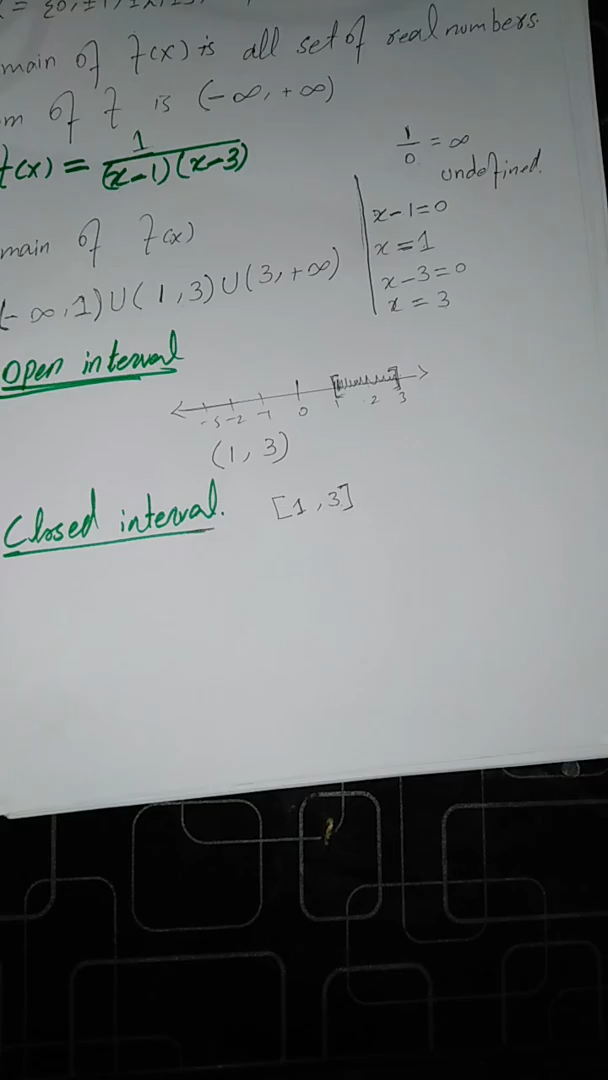 main of f(x) is all set of real numbers.
m of f is (-∞, +∞)
f(x) = 1/(x-1)(x-3)
1/0 = ∞
undefined.
main of f(x)
(-∞,1)∪(1,3)∪(3,+∞)
x-1=0
x=1
x-3=0
x=3
Open interval
-2 -1 0 1 2 3
(1,3)
Closed interval. [1,3]